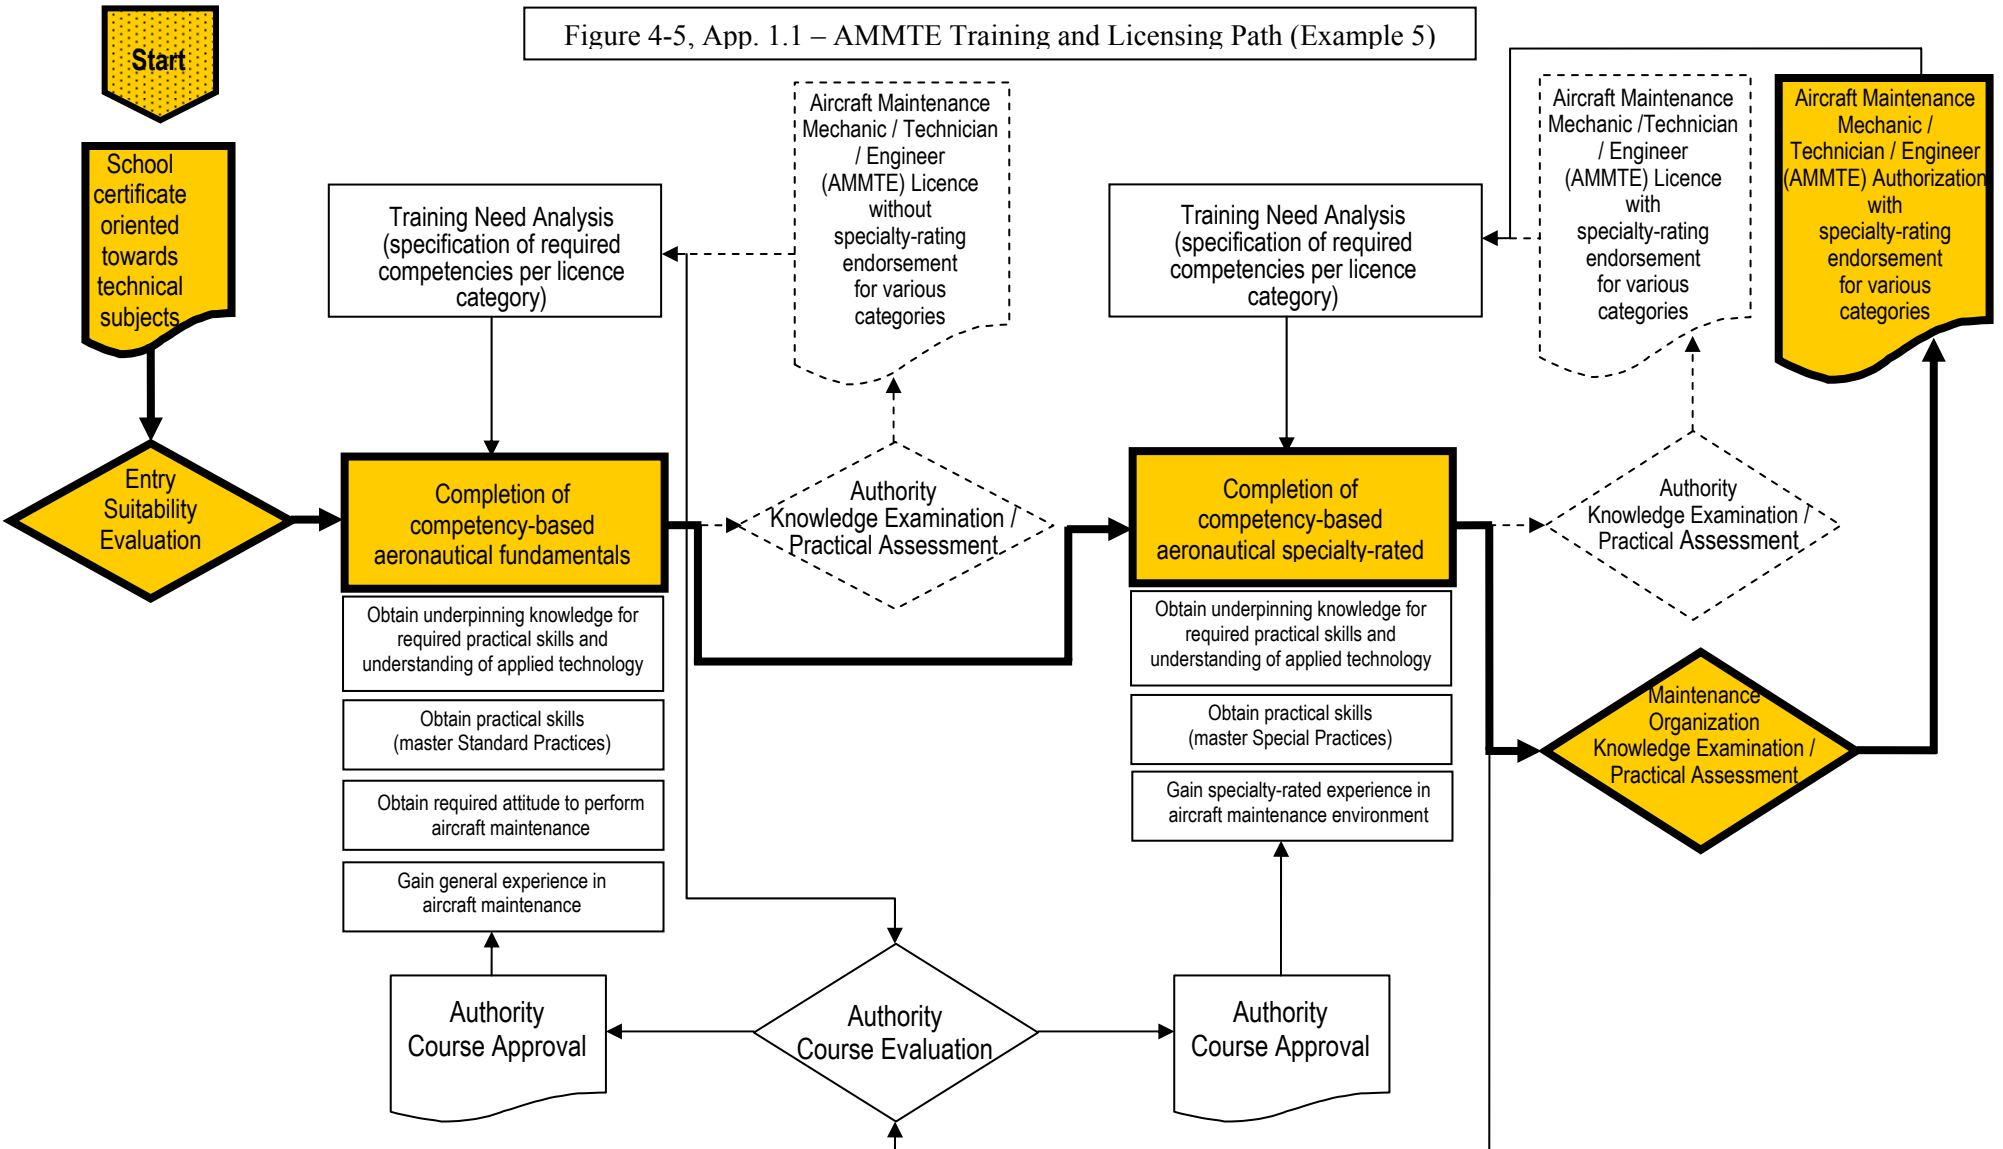 Figure 4-5, App. 1.1 – AMMTE Training and Licensing Path (Example 5)
Start
School
certificate
oriented
towards
technical
subjects
Entry
Suitability
Evaluation
Training Need Analysis
(specification of required
competencies per licence
category)
Completion of
competency-based
aeronautical fundamentals
Obtain underpinning knowledge for
required practical skills and
understanding of applied technology
Obtain practical skills
(master Standard Practices)
Obtain required attitude to perform
aircraft maintenance
Gain general experience in
aircraft maintenance
Authority
Course Approval
Aircraft Maintenance
Mechanic / Technician
/ Engineer
(AMMTE) Licence
without
specialty-rating
endorsement
for various
categories
Authority
Knowledge Examination /
Practical Assessment
Authority
Course Evaluation
Training Need Analysis
(specification of required
competencies per licence
category)
Completion of
competency-based
aeronautical specialty-rated
Obtain underpinning knowledge for
required practical skills and
understanding of applied technology
Obtain practical skills
(master Special Practices)
Gain specialty-rated experience in
aircraft maintenance environment
Authority
Course Approval
Aircraft Maintenance
Mechanic /Technician
/ Engineer
(AMMTE) Licence
with
specialty-rating
endorsement
for various
categories
Authority
Knowledge Examination /
Practical Assessment
Aircraft Maintenance
Mechanic /
Technician / Engineer
(AMMTE) Authorization
with
specialty-rating
endorsement
for various
categories
Maintenance
Organization
Knowledge Examination /
Practical Assessment